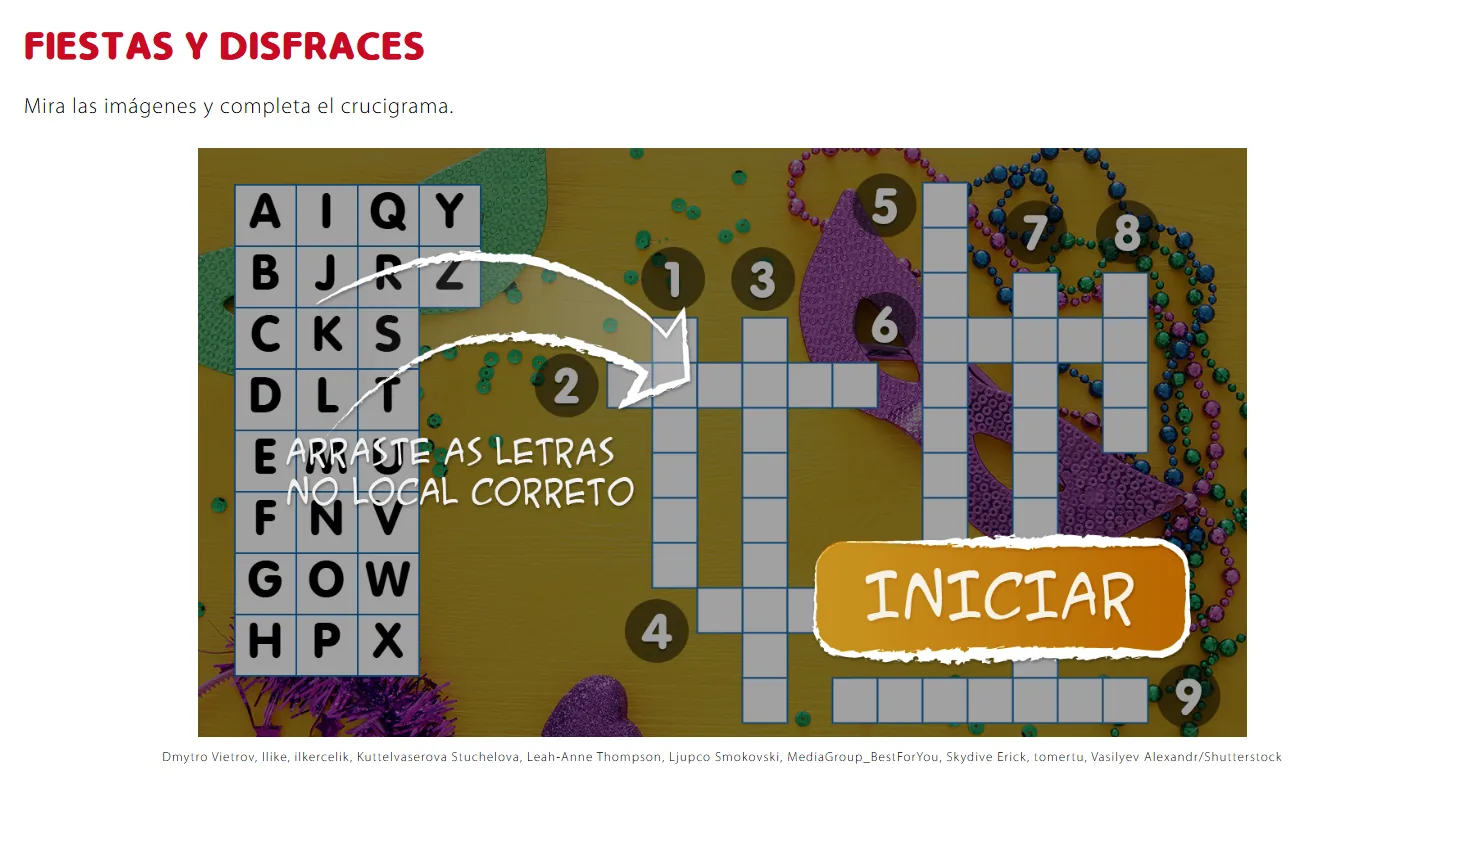 FIESTAS Y DISFRACES
Mira las imágenes y completa el crucigrama.
A I Q Y
B J R Z
C K S
D L T
E M U
F N V
G O W
H P X
1
2
3
4
5
6
7
8
9
ARRASTE AS LETRAS
NO LOCAL CORRETO
INICIAR
Dmytro Vietrov, Ilike, ilkercelik, Kuttelvaserova Stuchelova, Leah-Anne Thompson, Ljupco Smokovski, MediaGroup_BestForYou, Skydive Erick, tomertu, Vasilyev Alexandr/Shutterstock